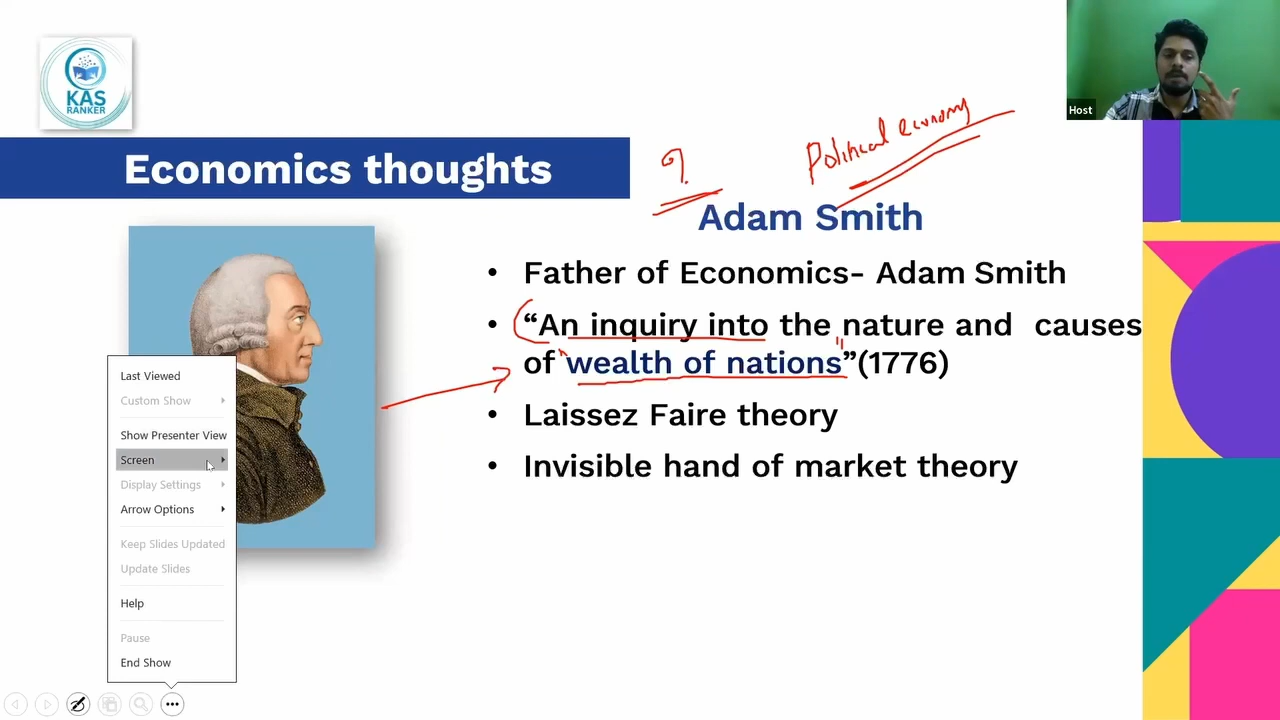 KAS
RANKER
Host
Political economy
Economics thoughts
Adam Smith
• Father of Economics- Adam Smith
• “An inquiry into the nature and causes
of wealth of nations”(1776)
• Laissez Faire theory
• Invisible hand of market theory
Last Viewed
Custom Show
Show Presenter View
Screen
Display Settings
Arrow Options
Keep Slides Updated
Update Slides
Help
Pause
End Show